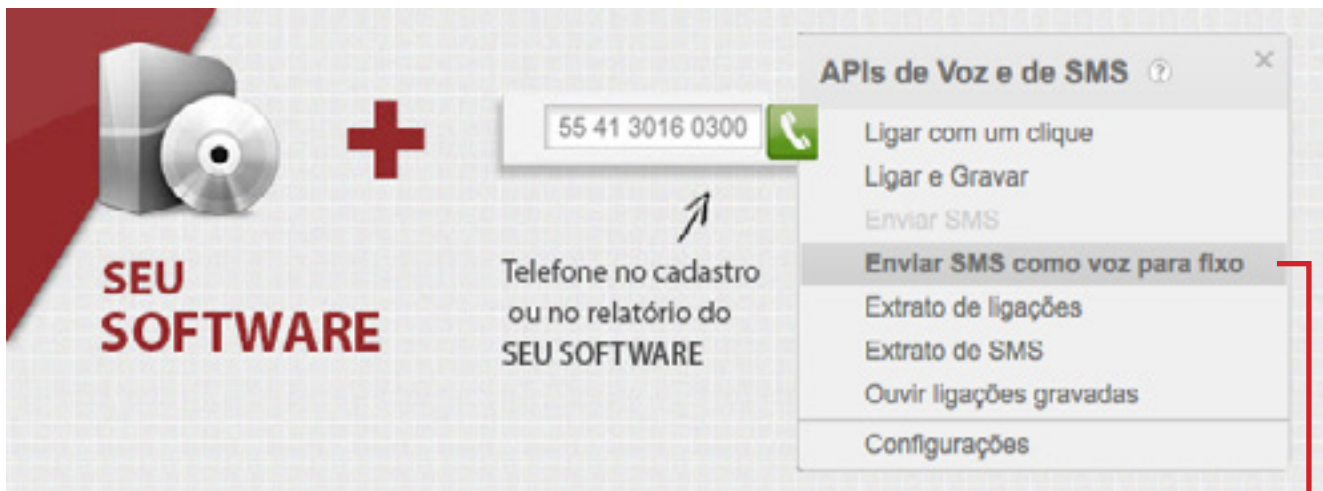 SEU
SOFTWARE
55 41 3016 0300
Telefone no cadastro
ou no relatório do
SEU SOFTWARE
APIs de Voz e de SMS ?
Ligar com um clique
Ligar e Gravar
Enviar SMS
Enviar SMS como voz para fixo
Extrato de ligações
Extrato de SMS
Ouvir ligações gravadas
Configurações